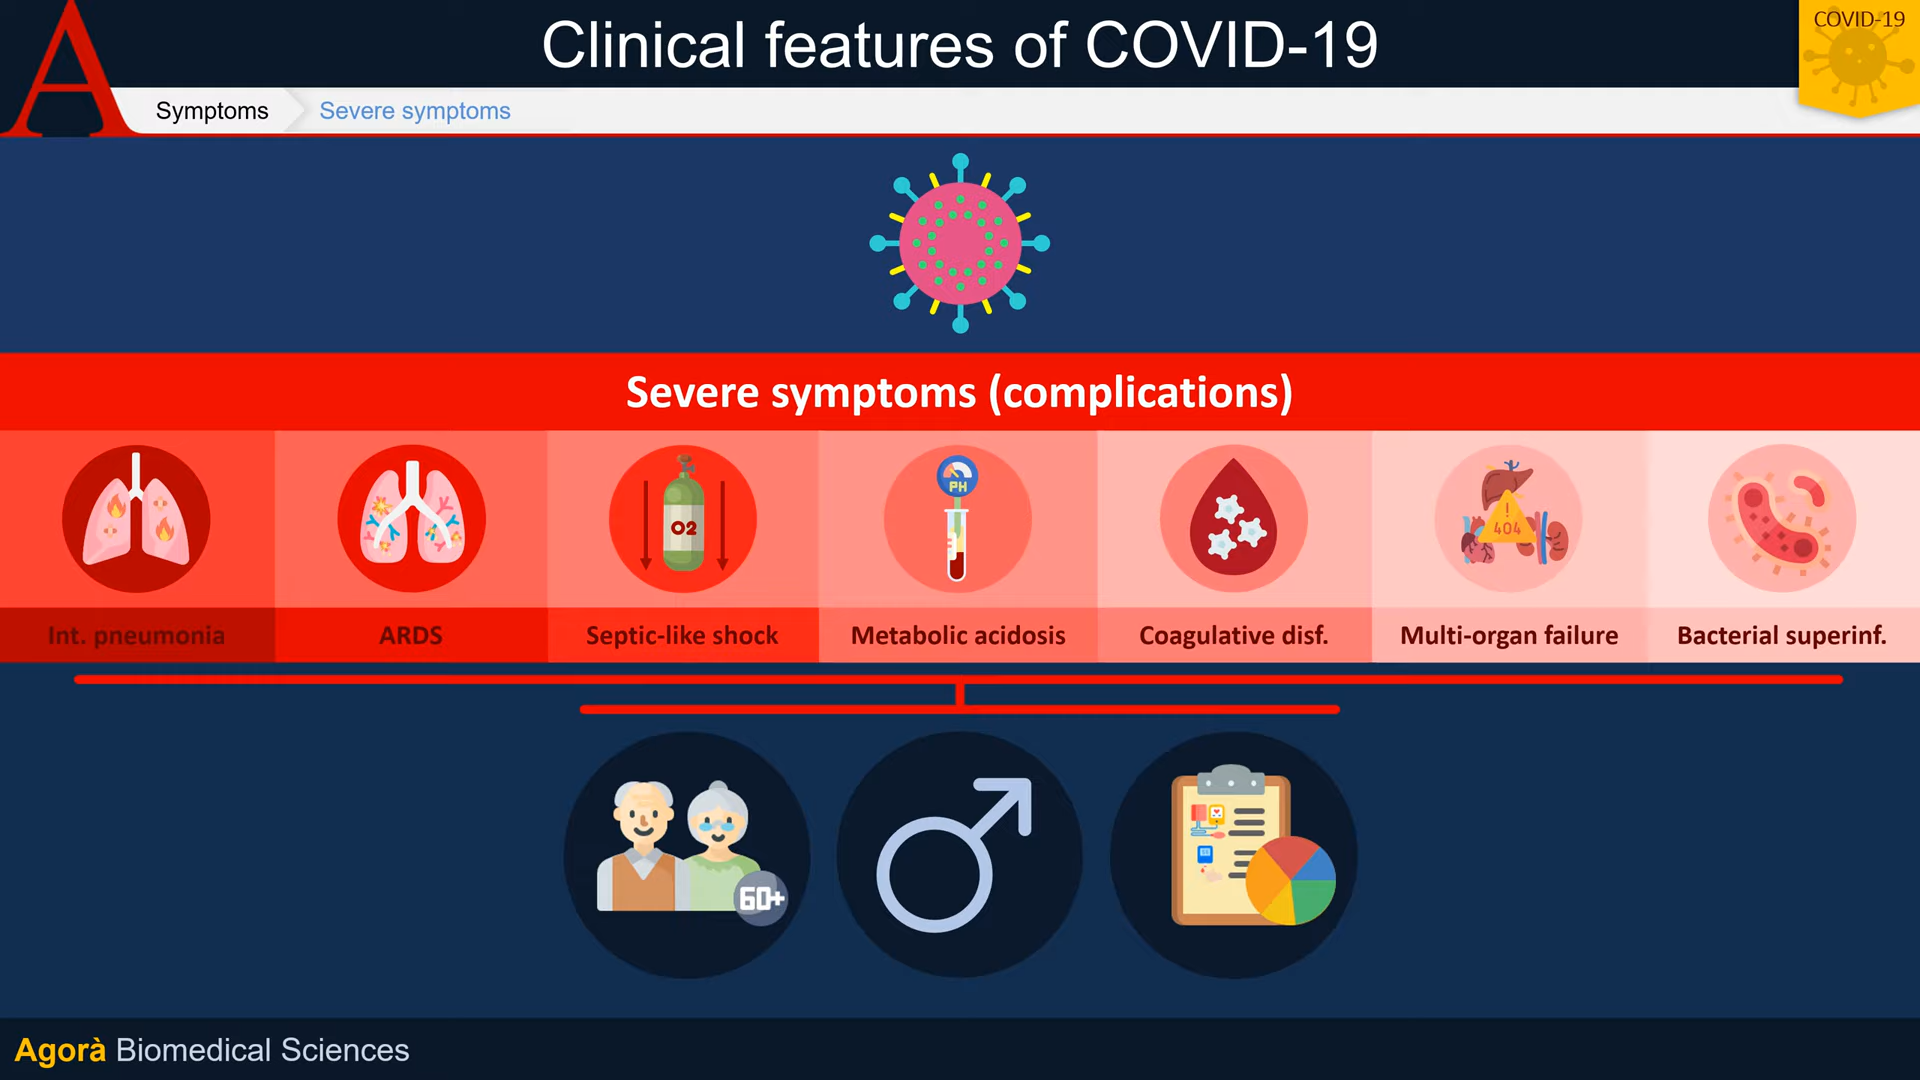 Clinical features of COVID-19
COVID-19
A
Symptoms
Severe symptoms
Severe symptoms (complications)
O2
PH
404
Int. pneumonia
ARDS
Septic-like shock
Metabolic acidosis
Coagulative disf.
Multi-organ failure
Bacterial superinf.
60+
Agorà Biomedical Sciences